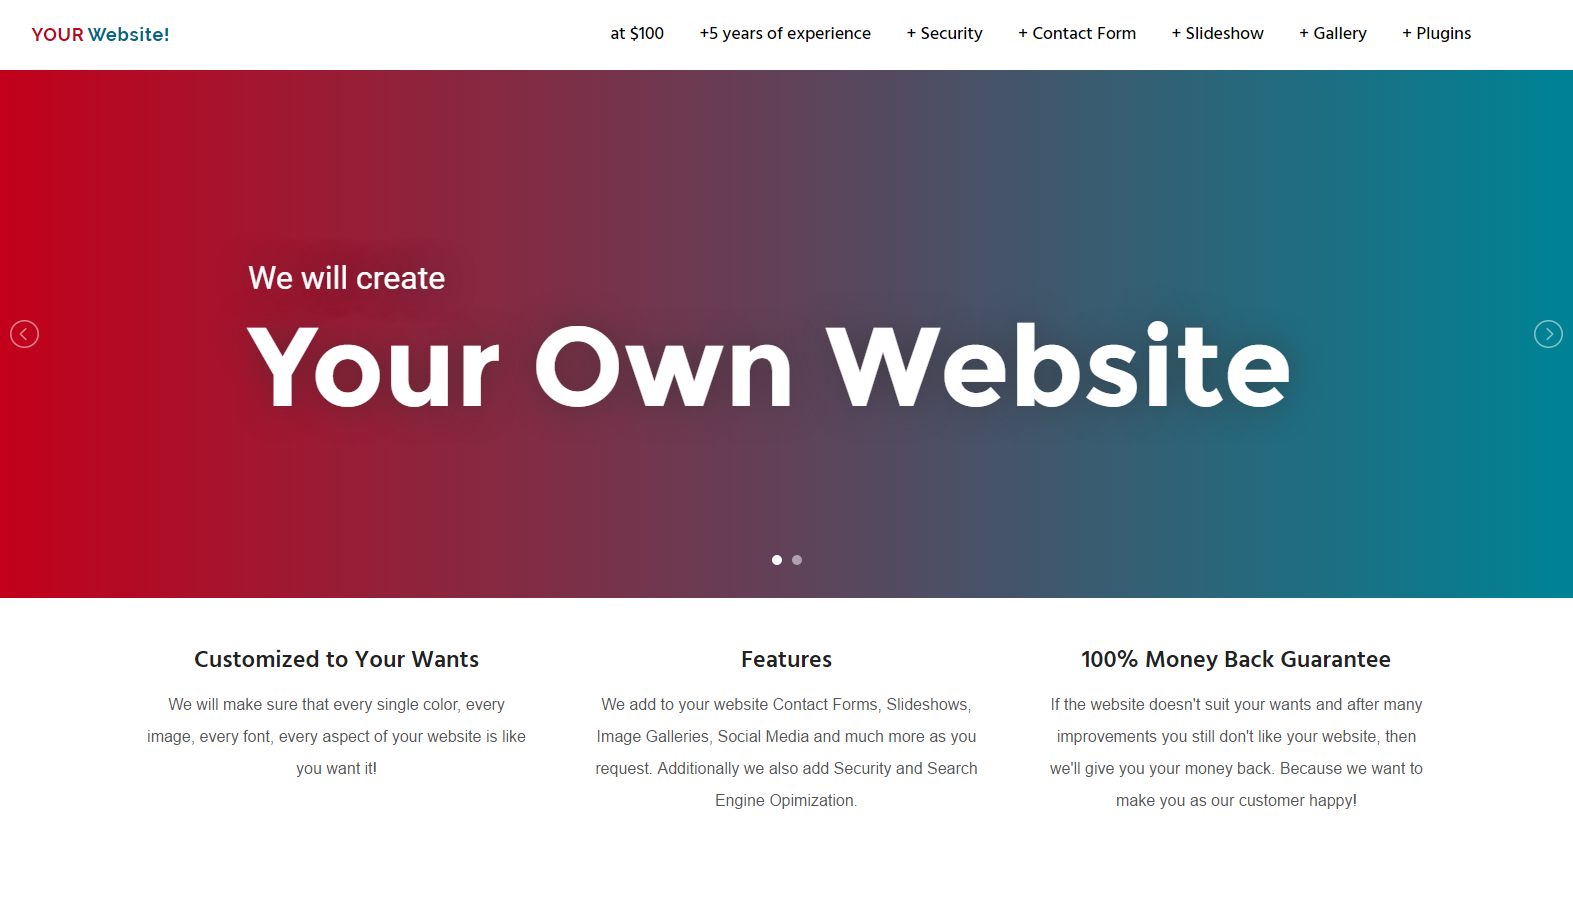 YOUR Website!
at $100 +5 years of experience + Security + Contact Form + Slideshow + Gallery + Plugins
We will create
Your Own Website
Customized to Your Wants
We will make sure that every single color, every
image, every font, every aspect of your website is like
you want it!
Features
We add to your website Contact Forms, Slideshows,
Image Galleries, Social Media and much more as you
request. Additionally we also add Security and Search
Engine Opimization.
100% Money Back Guarantee
If the website doesn't suit your wants and after many
improvements you still don't like your website, then
we'll give you your money back. Because we want to
make you as our customer happy!